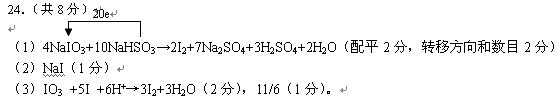 24.（共 8 分）
20e
（1）4NaIO₃+10NaHSO₃→2I₂+7Na₂SO₄+3H₂SO₄+2H₂O（配平 2 分，转移方向和数目 2 分）
（2）NaI（1 分）
（3）IO₃ +5I +6H⁺→3I₂+3H₂O（2 分），11/6（1 分）。